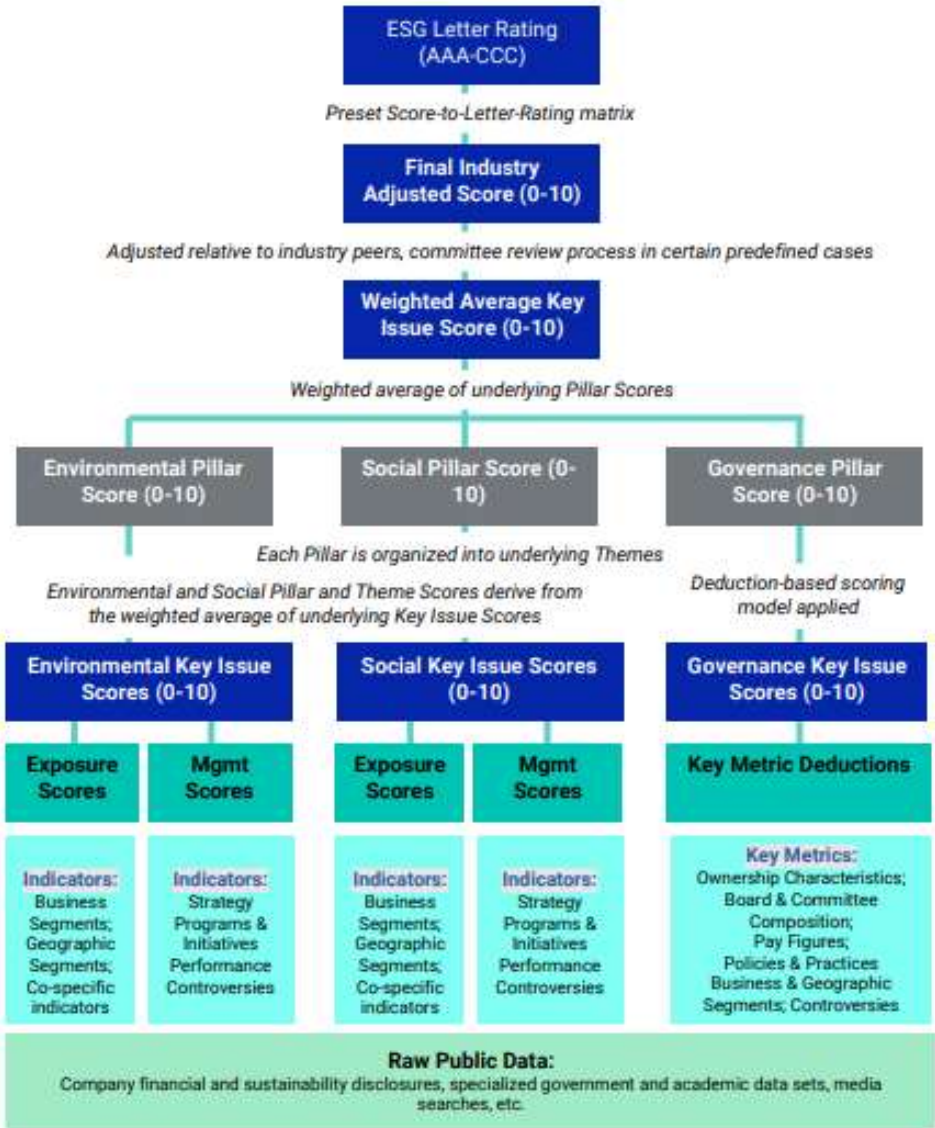 ESG Letter Rating
(AAA-CCC)
Preset Score-to-Letter-Rating matrix
Final Industry
Adjusted Score (0-10)
Adjusted relative to industry peers, committee review process in certain predefined cases
Weighted Average Key
Issue Score (0-10)
Weighted average of underlying Pillar Scores
Environmental Pillar
Score (0-10)
Social Pillar Score (0-
10)
Governance Pillar
Score (0-10)
Each Pillar is organized into underlying Themes
Environmental and Social Pillar and Theme Scores derive from
the weighted average of underlying Key Issue Scores
Deduction-based scoring
model applied
Environmental Key Issue
Scores (0-10)
Social Key Issue Scores
(0-10)
Governance Key Issue
Scores (0-10)
Exposure
Scores
Mgmt
Scores
Exposure
Scores
Mgmt
Scores
Key Metric Deductions
Indicators:
Business
Segments;
Geographic
Segments;
Co-specific
indicators
Indicators:
Strategy
Programs &
Initiatives
Performance
Controversies
Indicators:
Business
Segments;
Geographic
Segments;
Co-specific
indicators
Indicators:
Strategy
Programs &
Initiatives
Performance
Controversies
Key Metrics:
Ownership Characteristics;
Board & Committee
Composition;
Pay Figures;
Policies & Practices
Business & Geographic
Segments; Controversies
Raw Public Data:
Company financial and sustainability disclosures, specialized government and academic data sets, media
searches, etc.